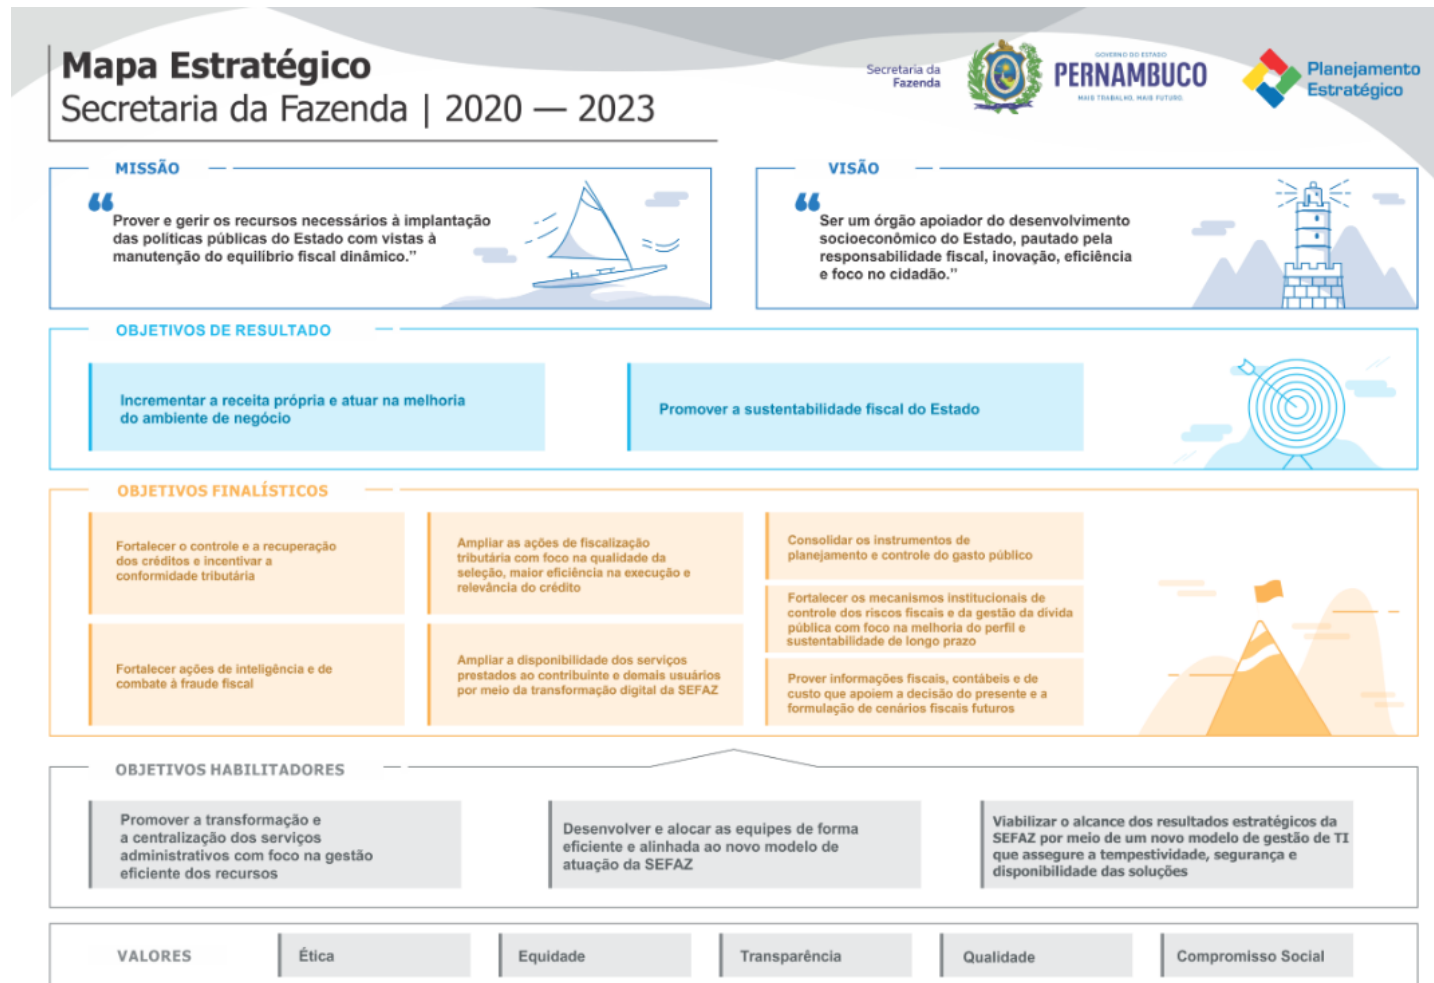 Mapa Estratégico
Secretaria da Fazenda | 2020 — 2023
Secretaria da
Fazenda
GOVERNO DO ESTADO
PERNAMBUCO
MAIS TRABALHO, MAIS FUTURO.
Planejamento
Estratégico
MISSÃO
“
Prover e gerir os recursos necessários à implantação
das políticas públicas do Estado com vistas à
manutenção do equilíbrio fiscal dinâmico.”
VISÃO
“
Ser um órgão apoiador do desenvolvimento
socioeconômico do Estado, pautado pela
responsabilidade fiscal, inovação, eficiência
e foco no cidadão.”
OBJETIVOS DE RESULTADO
Incrementar a receita própria e atuar na melhoria
do ambiente de negócio
Promover a sustentabilidade fiscal do Estado
OBJETIVOS FINALÍSTICOS
Fortalecer o controle e a recuperação
dos créditos e incentivar a
conformidade tributária
Ampliar as ações de fiscalização
tributária com foco na qualidade da
seleção, maior eficiência na execução e
relevância do crédito
Consolidar os instrumentos de
planejamento e controle do gasto público
Fortalecer os mecanismos institucionais de
controle dos riscos fiscais e da gestão da dívida
pública com foco na melhoria do perfil e
sustentabilidade de longo prazo
Fortalecer ações de inteligência e de
combate à fraude fiscal
Ampliar a disponibilidade dos serviços
prestados ao contribuinte e demais usuários
por meio da transformação digital da SEFAZ
Prover informações fiscais, contábeis e de
custo que apoiem a decisão do presente e a
formulação de cenários fiscais futuros
OBJETIVOS HABILITADORES
Promover a transformação e
a centralização dos serviços
administrativos com foco na gestão
eficiente dos recursos
Desenvolver e alocar as equipes de forma
eficiente e alinhada ao novo modelo de
atuação da SEFAZ
Viabilizar o alcance dos resultados estratégicos da
SEFAZ por meio de um novo modelo de gestão de TI
que assegure a tempestividade, segurança e
disponibilidade das soluções
VALORES
Ética
Equidade
Transparência
Qualidade
Compromisso Social